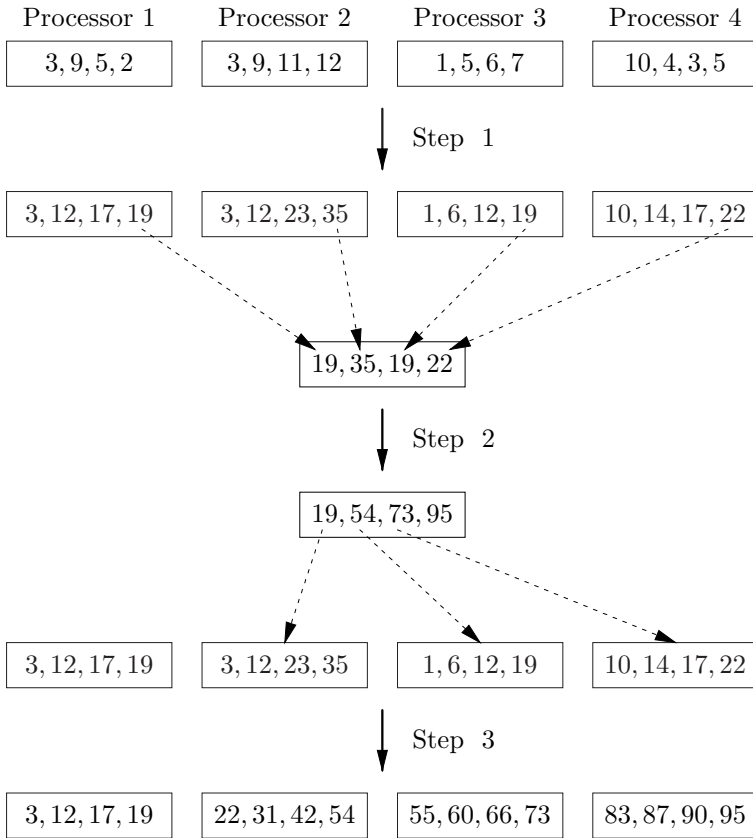 Processor 1 Processor 2 Processor 3 Processor 4
3, 9, 5, 2 3, 9, 11, 12 1, 5, 6, 7 10, 4, 3, 5
Step 1
3, 12, 17, 19 3, 12, 23, 35 1, 6, 12, 19 10, 14, 17, 22
19, 35, 19, 22
Step 2
19, 54, 73, 95
3, 12, 17, 19 3, 12, 23, 35 1, 6, 12, 19 10, 14, 17, 22
Step 3
3, 12, 17, 19 22, 31, 42, 54 55, 60, 66, 73 83, 87, 90, 95